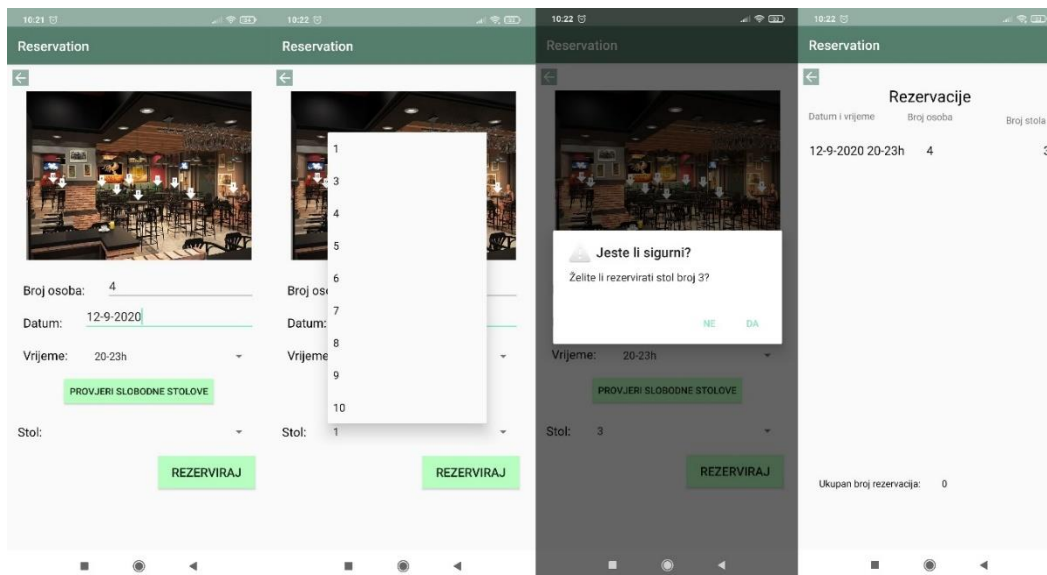 10:21
Reservation
Broj osoba: 4
Datum: 12-9-2020
Vrijeme: 20-23h
PROVJERI SLOBODNE STOLOVE
Stol:
REZERVIRAJ
10:22
Reservation
1
3
4
5
6
7
8
9
10
Broj oso
Datum:
Vrijeme
Stol: 1
REZERVIRAJ
10:22
Reservation
Jeste li sigurni?
Želite li rezervirati stol broj 3?
NE DA
Vrijeme: 20-23h
PROVJERI SLOBODNE STOLOVE
Stol: 3
REZERVIRAJ
10:22
Reservation
Rezervacije
Datum i vrijeme Broj osoba Broj stola
12-9-2020 20-23h 4 3
Ukupan broj rezervacija: 0